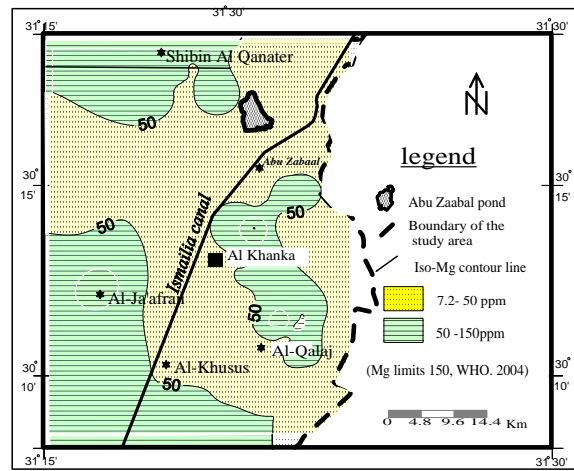 31°15' 31°30' 31°30'
Shibin Al Qanater
50
N
Abu Zabaal
legend
30°
15'
30°
15'
50
50
Abu Zaabal pond
Boundary of the
study area
Ismailia canal
Al Khanka
Iso-Mg contour line
Al-Ja'afrah
7.2- 50 ppm
50
50 -150ppm
Al-Qalaj
Al-Khusus
(Mg limits 150, WHO. 2004)
30°
10'
30°
10'
50
0 4.8 9.6 14.4 Km
31°15' 31°30'